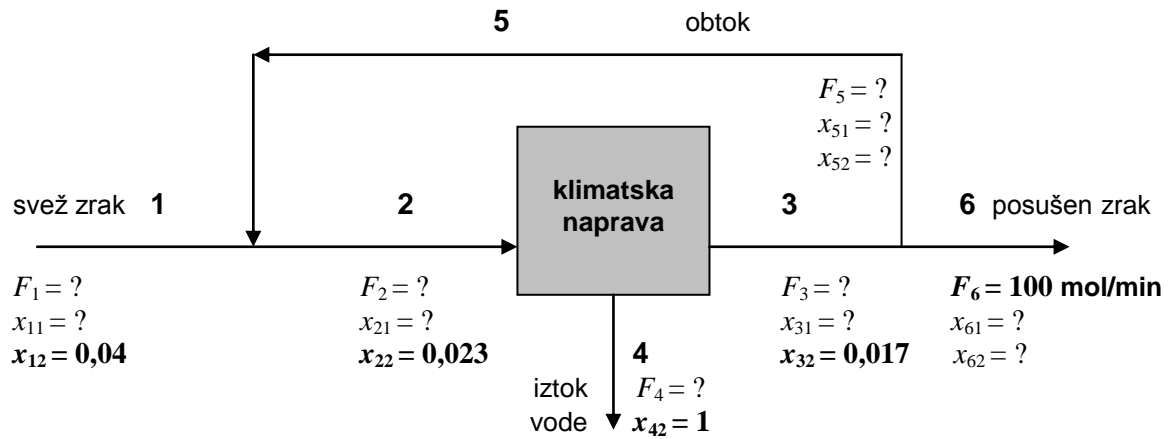 5 obtok
F5 = ?
x51 = ?
x52 = ?
klimatska
naprava
svež zrak 1
2
3
6 posušen zrak
F1 = ?
x11 = ?
x12 = 0,04
F2 = ?
x21 = ?
x22 = 0,023
F3 = ?
x31 = ?
x32 = 0,017
F6 = 100 mol/min
x61 = ?
x62 = ?
4
iztok
vode
F4 = ?
x42 = 1